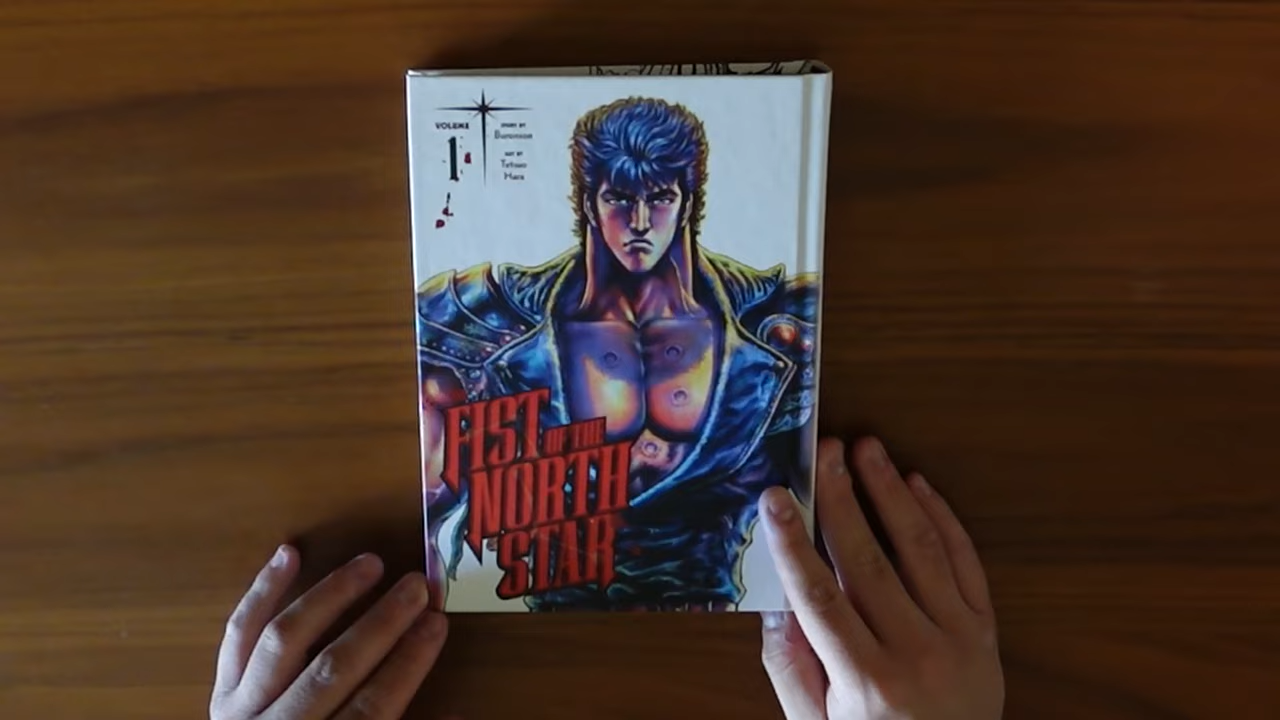 VOLUME
1
STORY BY
Buronson
ART BY
Tetsuo
Hara
FIST
OF THE
NORTH
STAR